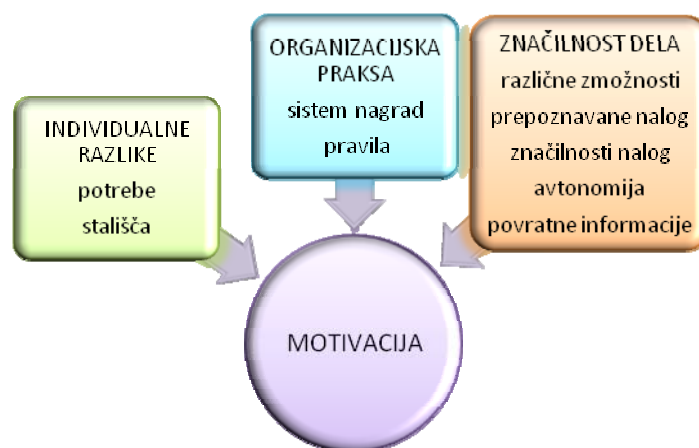 INDIVIDUALNE
RAZLIKE
potrebe
stališča
ORGANIZACIJSKA
PRAKSA
sistem nagrad
pravila
ZNAČILNOST DELA
različne zmožnosti
prepoznavane nalog
značilnosti nalog
avtonomija
povratne informacije
MOTIVACIJA